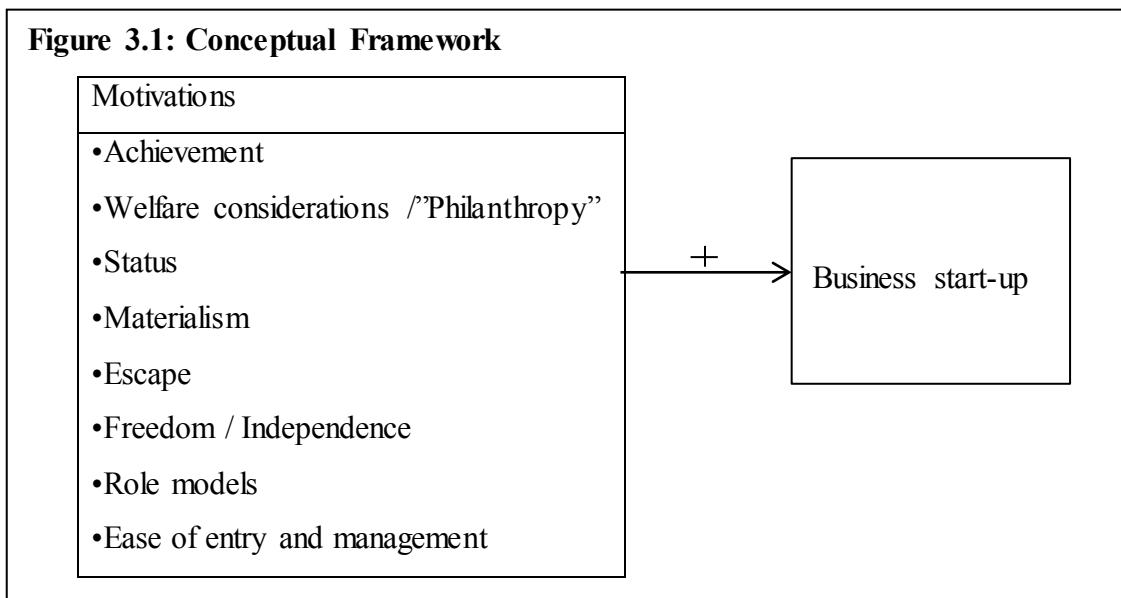 Figure 3.1: Conceptual Framework
Motivations
•Achievement
•Welfare considerations /”Philanthropy”
•Status
•Materialism
•Escape
•Freedom / Independence
•Role models
•Ease of entry and management
+
Business start-up